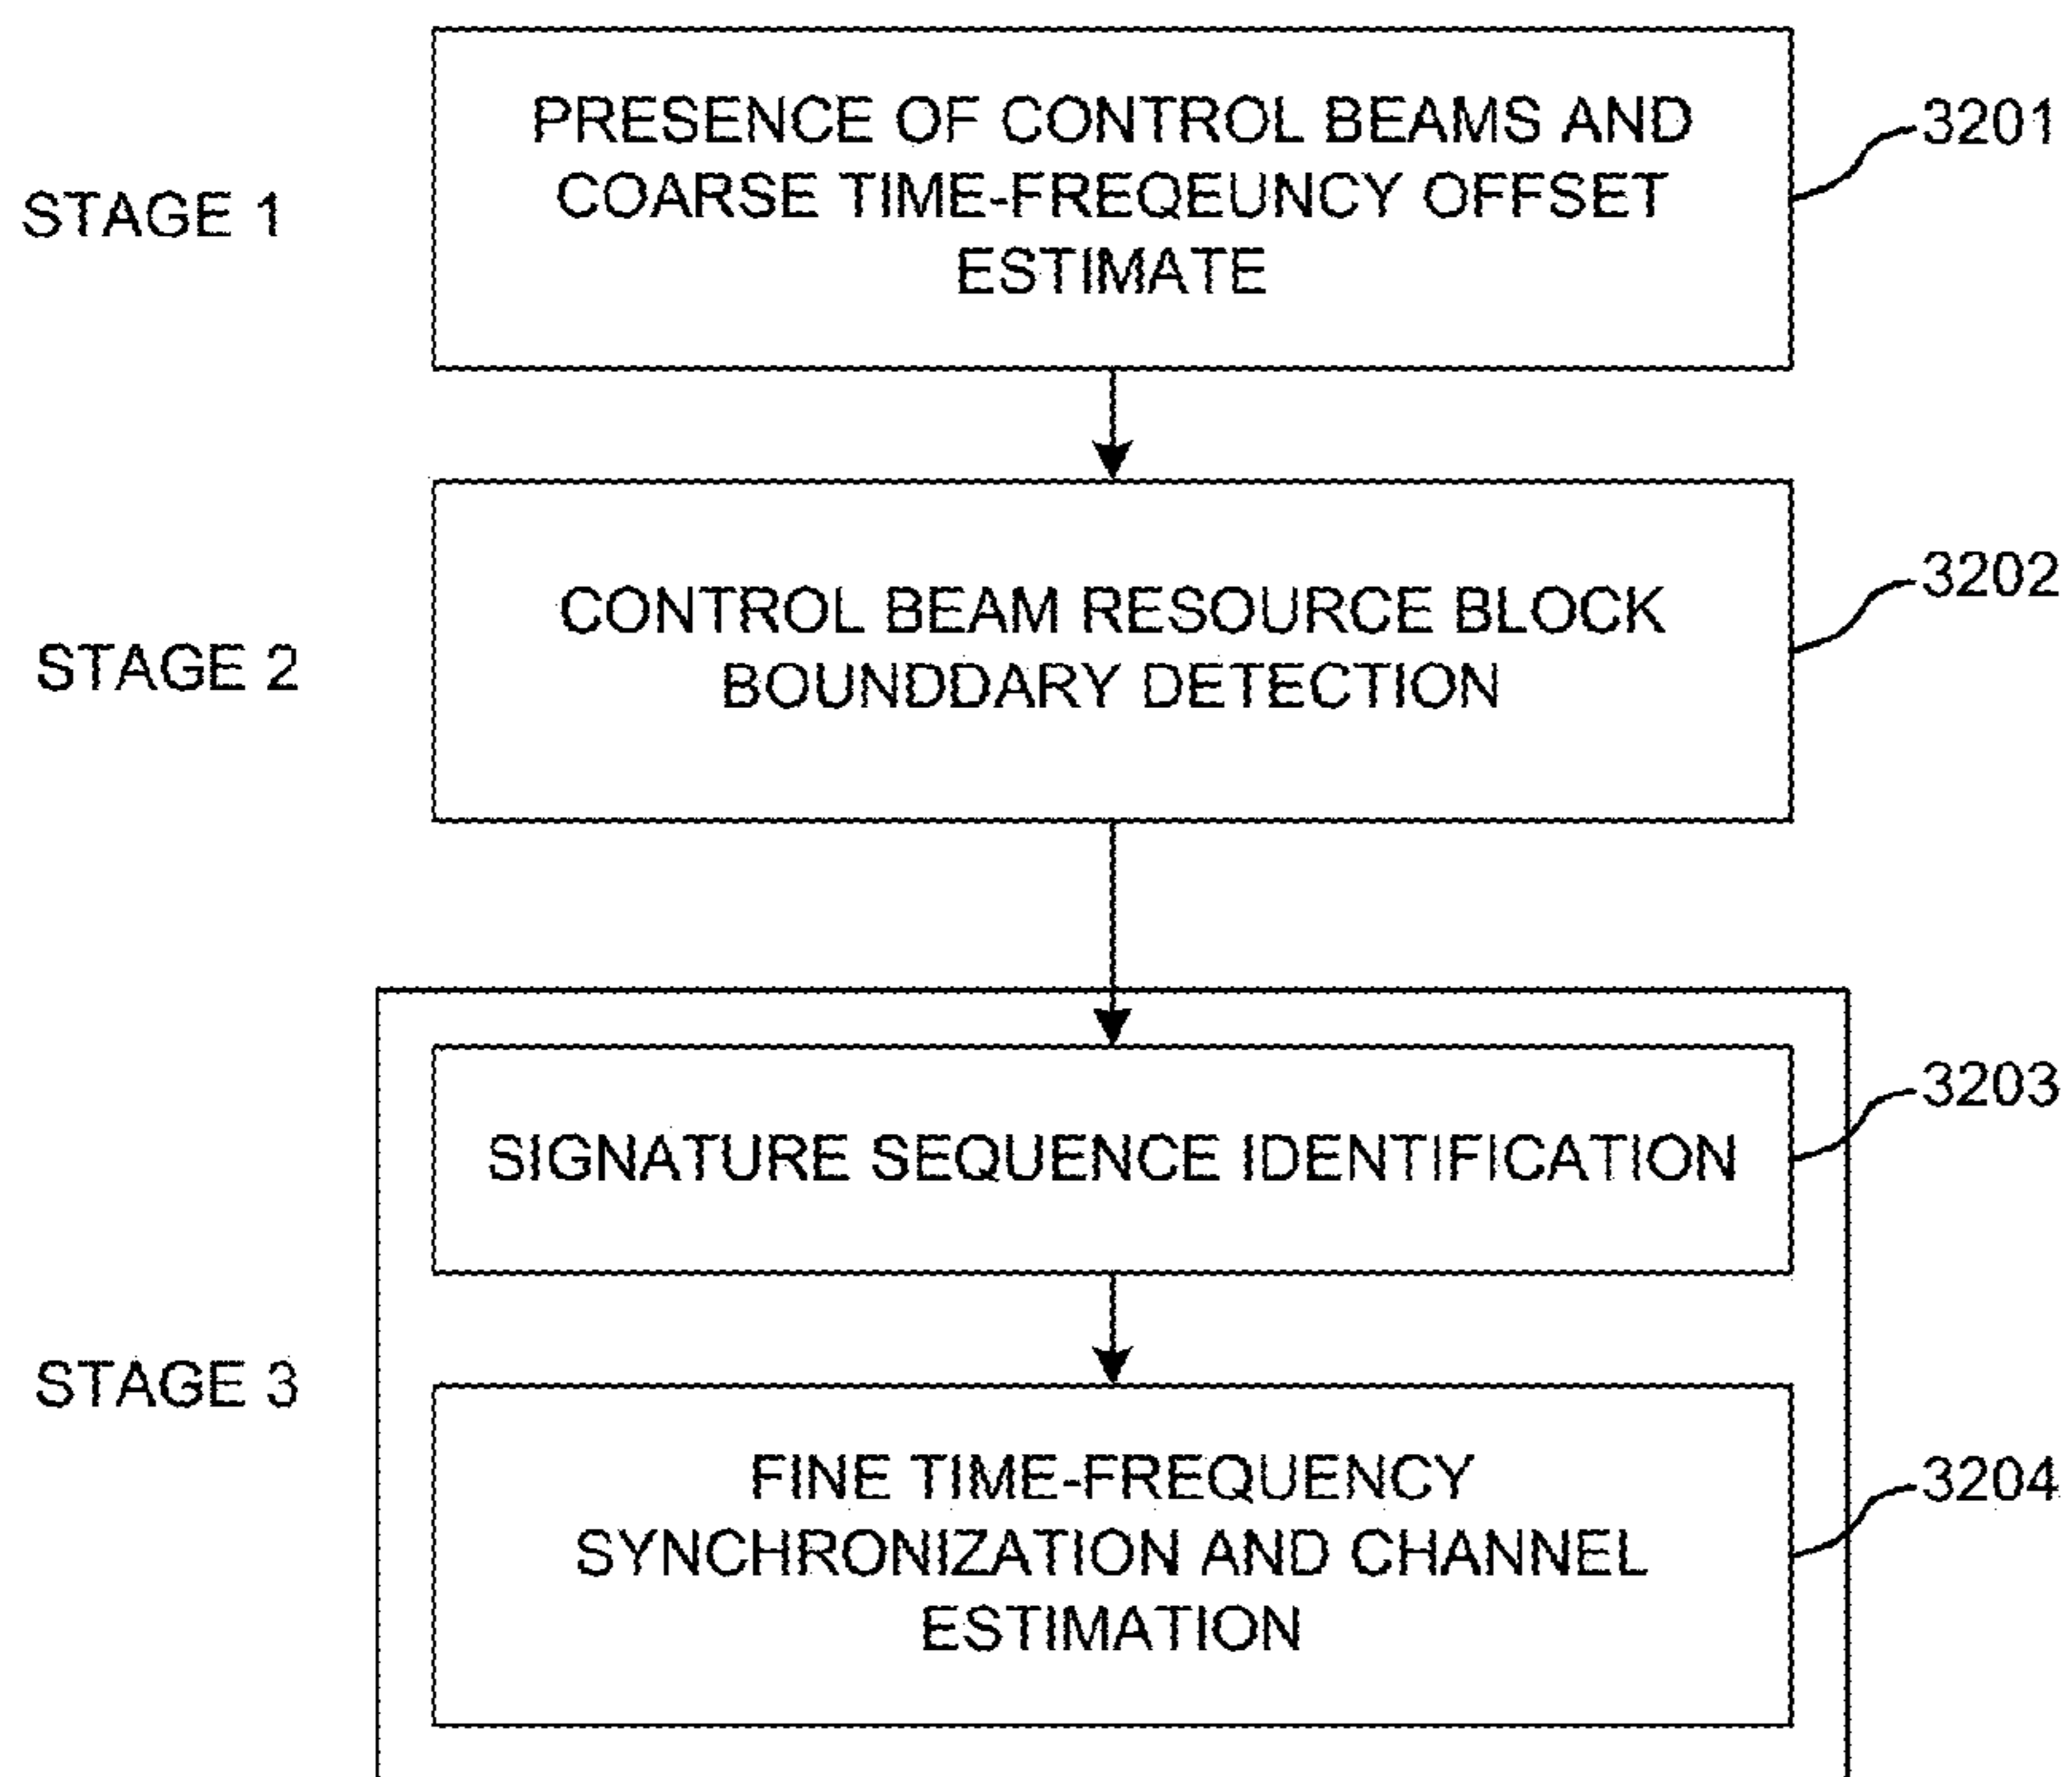 PRESENCE OF CONTROL BEAMS AND
COARSE TIME-FREQEUNCY OFFSET
ESTIMATE
3201
STAGE 1
CONTROL BEAM RESOURCE BLOCK
BOUNDDARY DETECTION
3202
STAGE 2
SIGNATURE SEQUENCE IDENTIFICATION
3203
STAGE 3
FINE TIME-FREQUENCY
SYNCHRONIZATION AND CHANNEL
ESTIMATION
3204